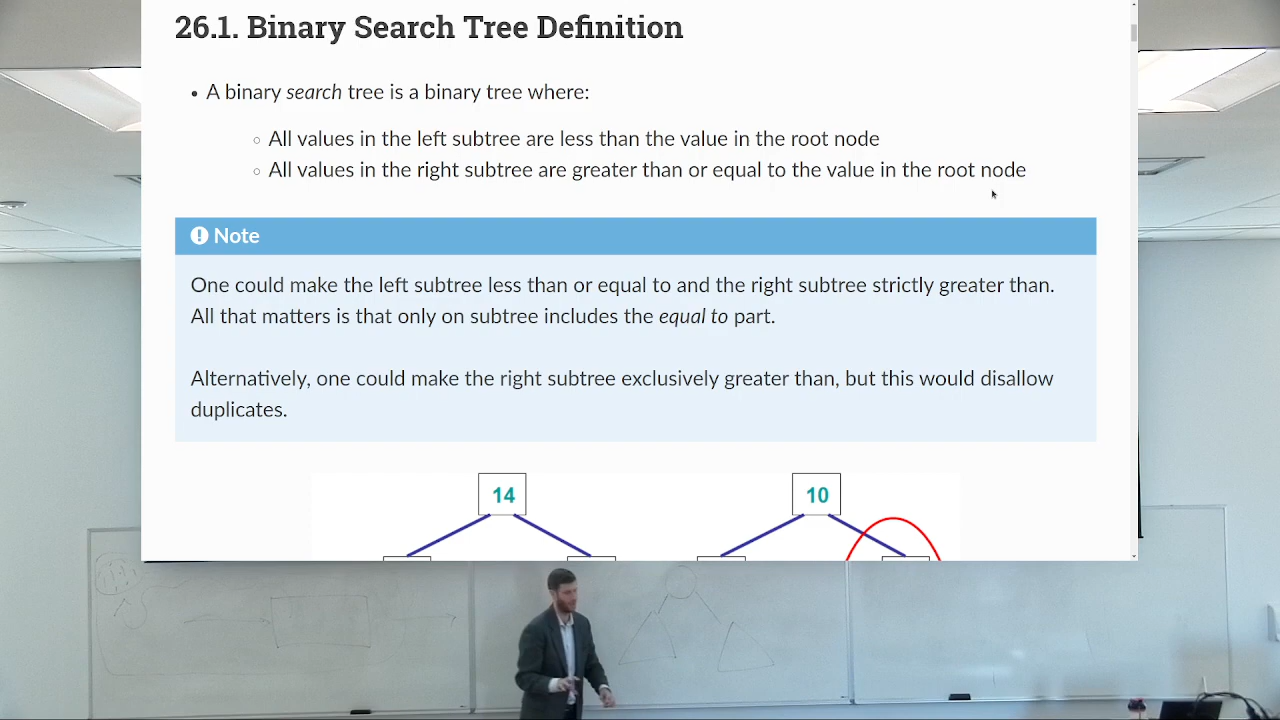 26.1. Binary Search Tree Definition
• A binary search tree is a binary tree where:
◦ All values in the left subtree are less than the value in the root node
◦ All values in the right subtree are greater than or equal to the value in the root node
Note
One could make the left subtree less than or equal to and the right subtree strictly greater than.
All that matters is that only on subtree includes the equal to part.
Alternatively, one could make the right subtree exclusively greater than, but this would disallow
duplicates.
14 10